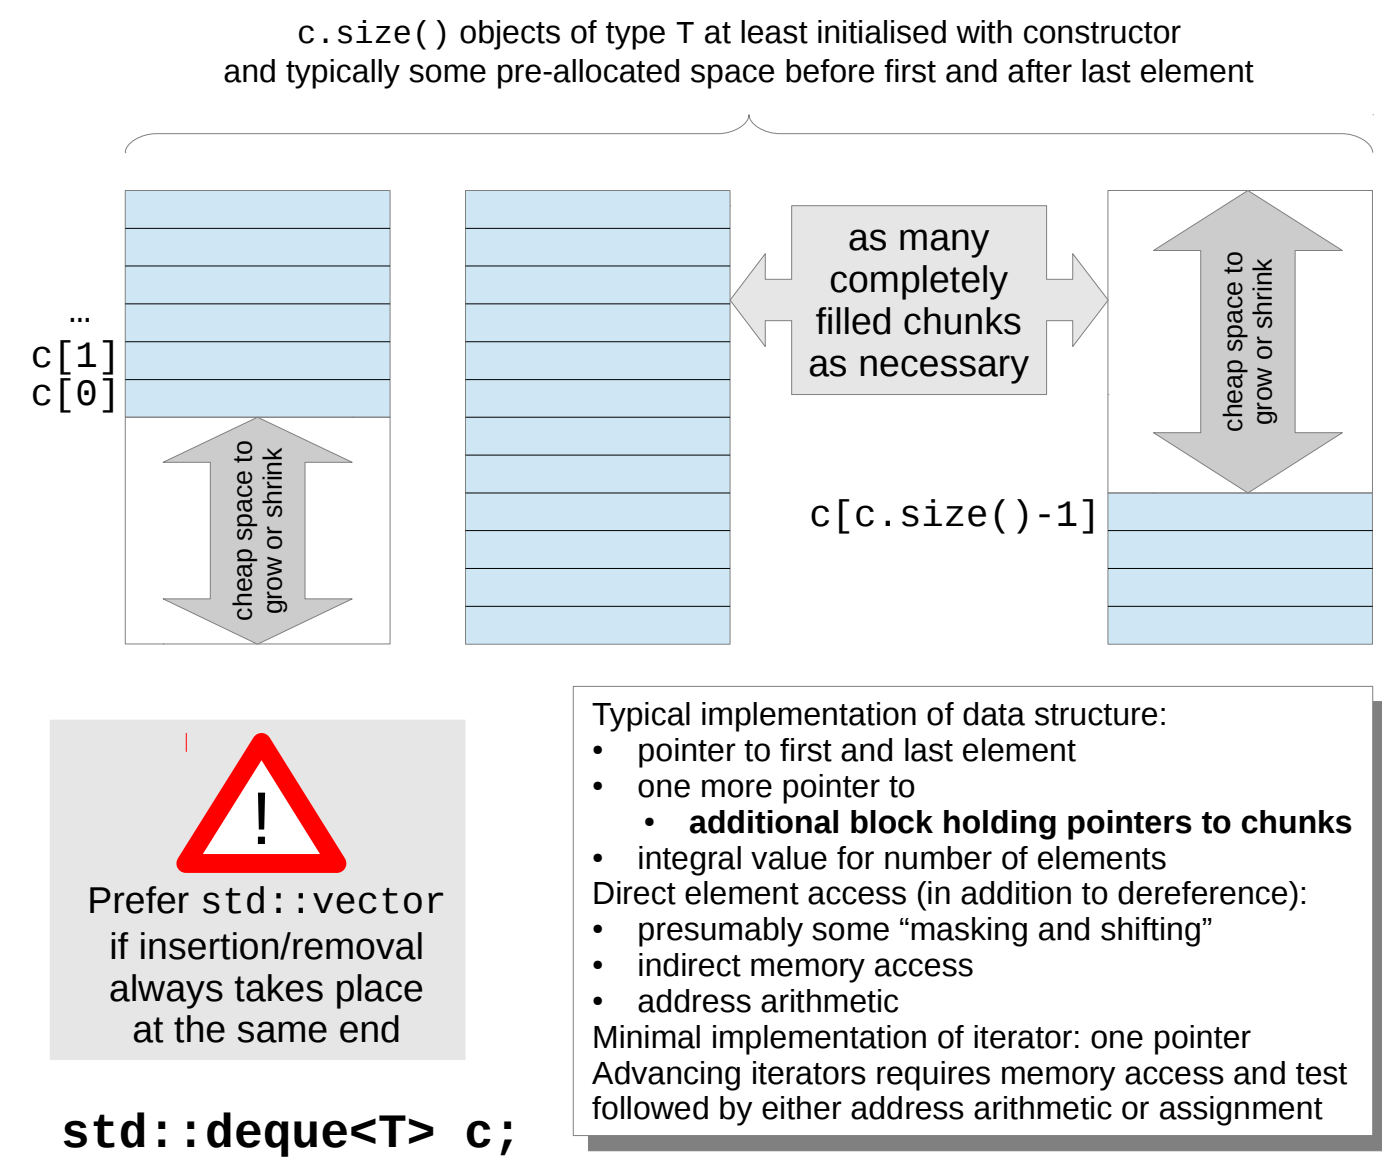 c.size() objects of type T at least initialised with constructor
and typically some pre-allocated space before first and after last element
…
c[1]
c[0]
cheap space to
grow or shrink
as many
completely
filled chunks
as necessary
cheap space to
grow or shrink
c[c.size()-1]
!
Prefer std::vector
if insertion/removal
always takes place
at the same end
std::deque<T> c;
Typical implementation of data structure:
• pointer to first and last element
• one more pointer to
• additional block holding pointers to chunks
• integral value for number of elements
Direct element access (in addition to dereference):
• presumably some “masking and shifting”
• indirect memory access
• address arithmetic
Minimal implementation of iterator: one pointer
Advancing iterators requires memory access and test
followed by either address arithmetic or assignment